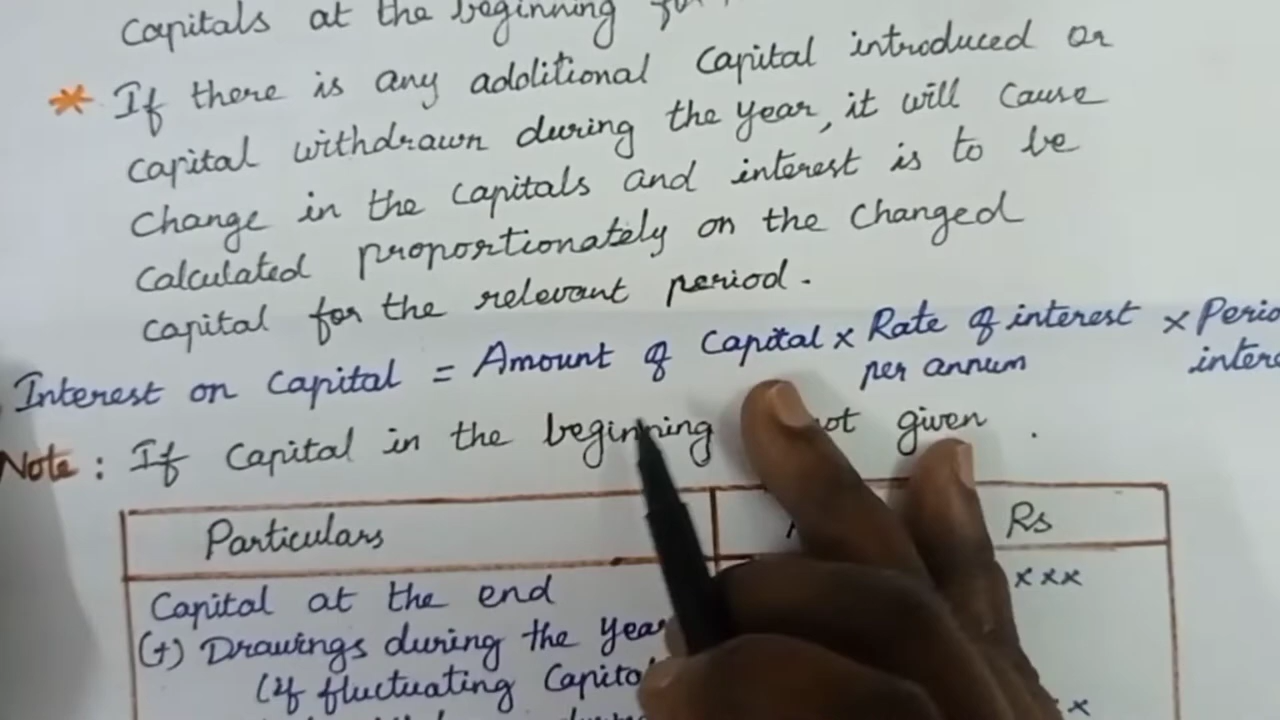 Capitals at the beginning for
* If there is any additional Capital introduced or
Capital withdrawn during the year, it will cause
Change in the Capitals and interest is to be
Calculated proportionately on the changed
Capital for the relevant period.
Interest on Capital = Amount of Capital x Rate of interest x
per annum
Note: If Capital in the beginning given.
Particulars Rs
Capital at the end xxx
(+) Drawings during the Year
(If fluctuating